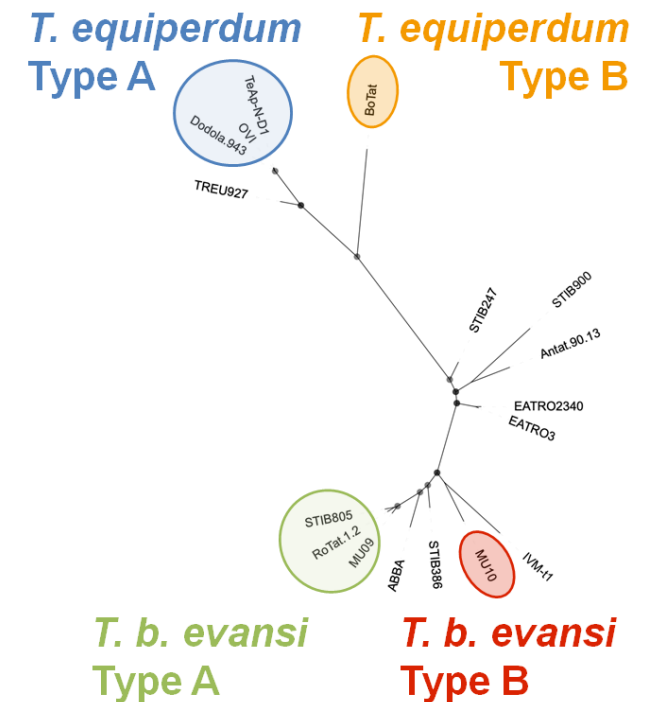 T. equiperdum
Type A
T. equiperdum
Type B
TeAp-N-D1
OVI
Dodola.943
BoTat
TREU927
STIB247
STIB900
Antat.90.13
EATRO2340
EATRO3
STIB805
RoTat.1.2
MU09
ABBA
STIB386
MU10
IVM-t1
T. b. evansi
Type A
T. b. evansi
Type B